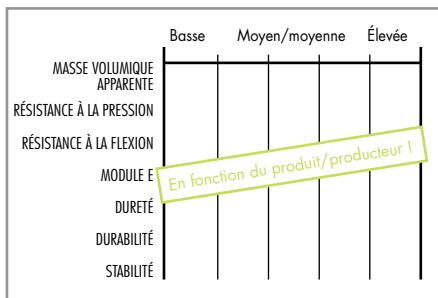 Basse Moyen/moyenne Élevée
MASSE VOLUMIQUE
APPARENTE
RÉSISTANCE À LA PRESSION
RÉSISTANCE À LA FLEXION
MODULE E
En fonction du produit/producteur !
DURETÉ
DURABILITÉ
STABILITÉ